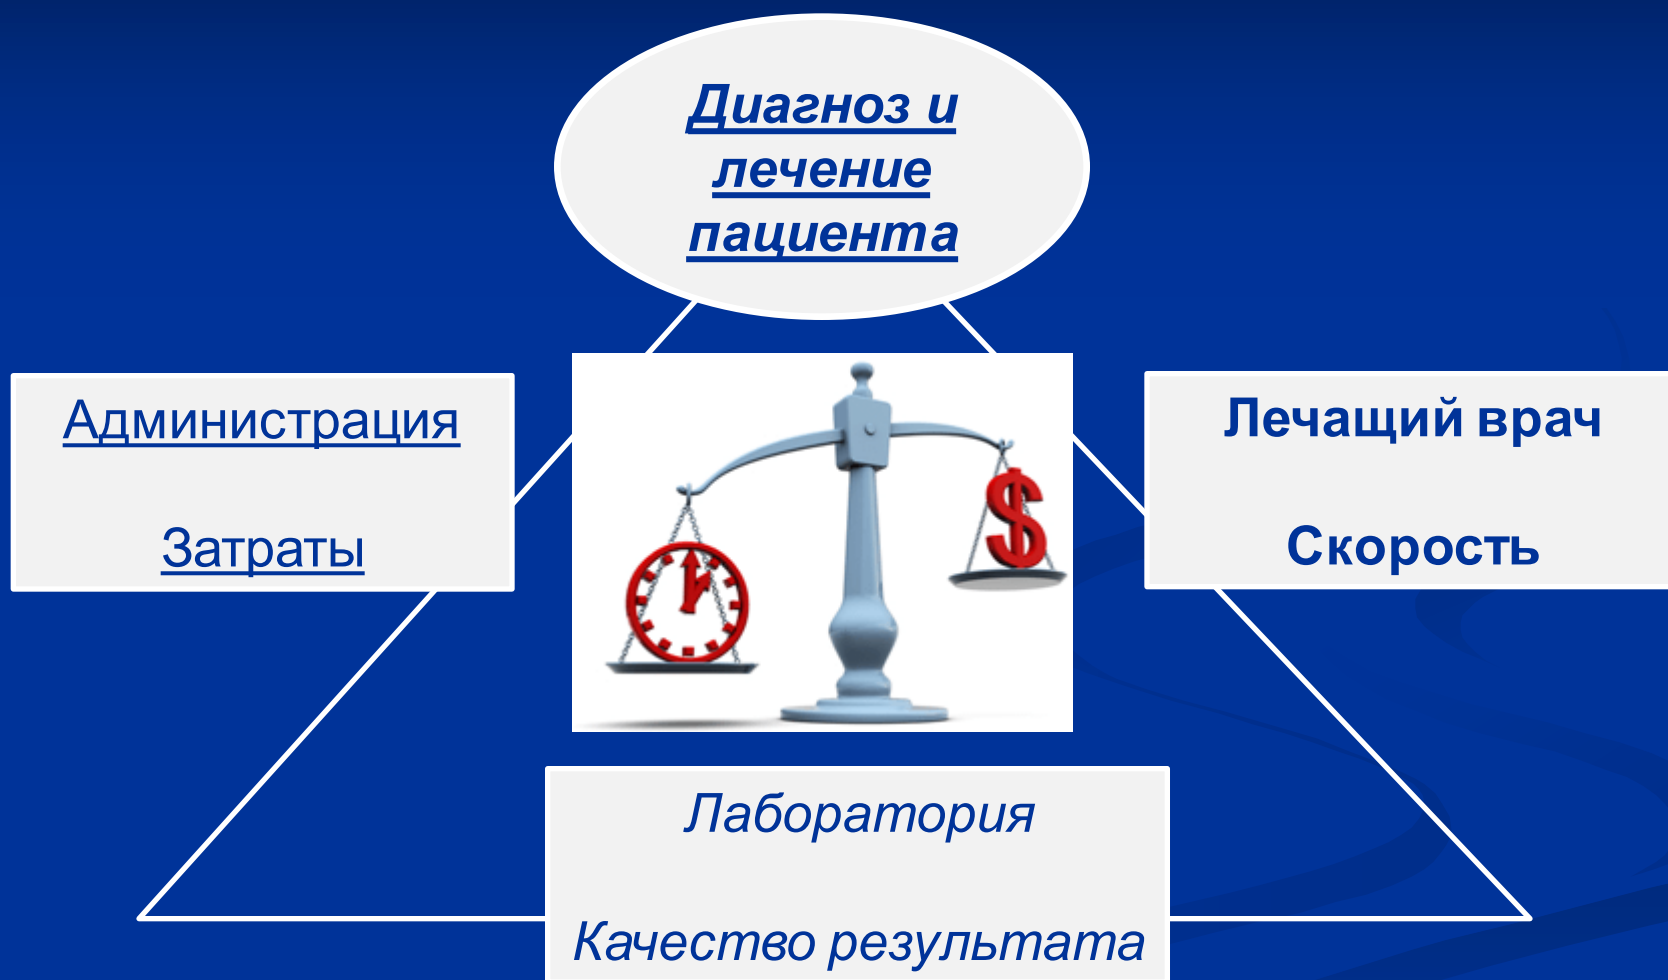 Диагноз и
лечение
пациента
Администрация
Затраты
Лечащий врач
Скорость
Лаборатория
Качество результата